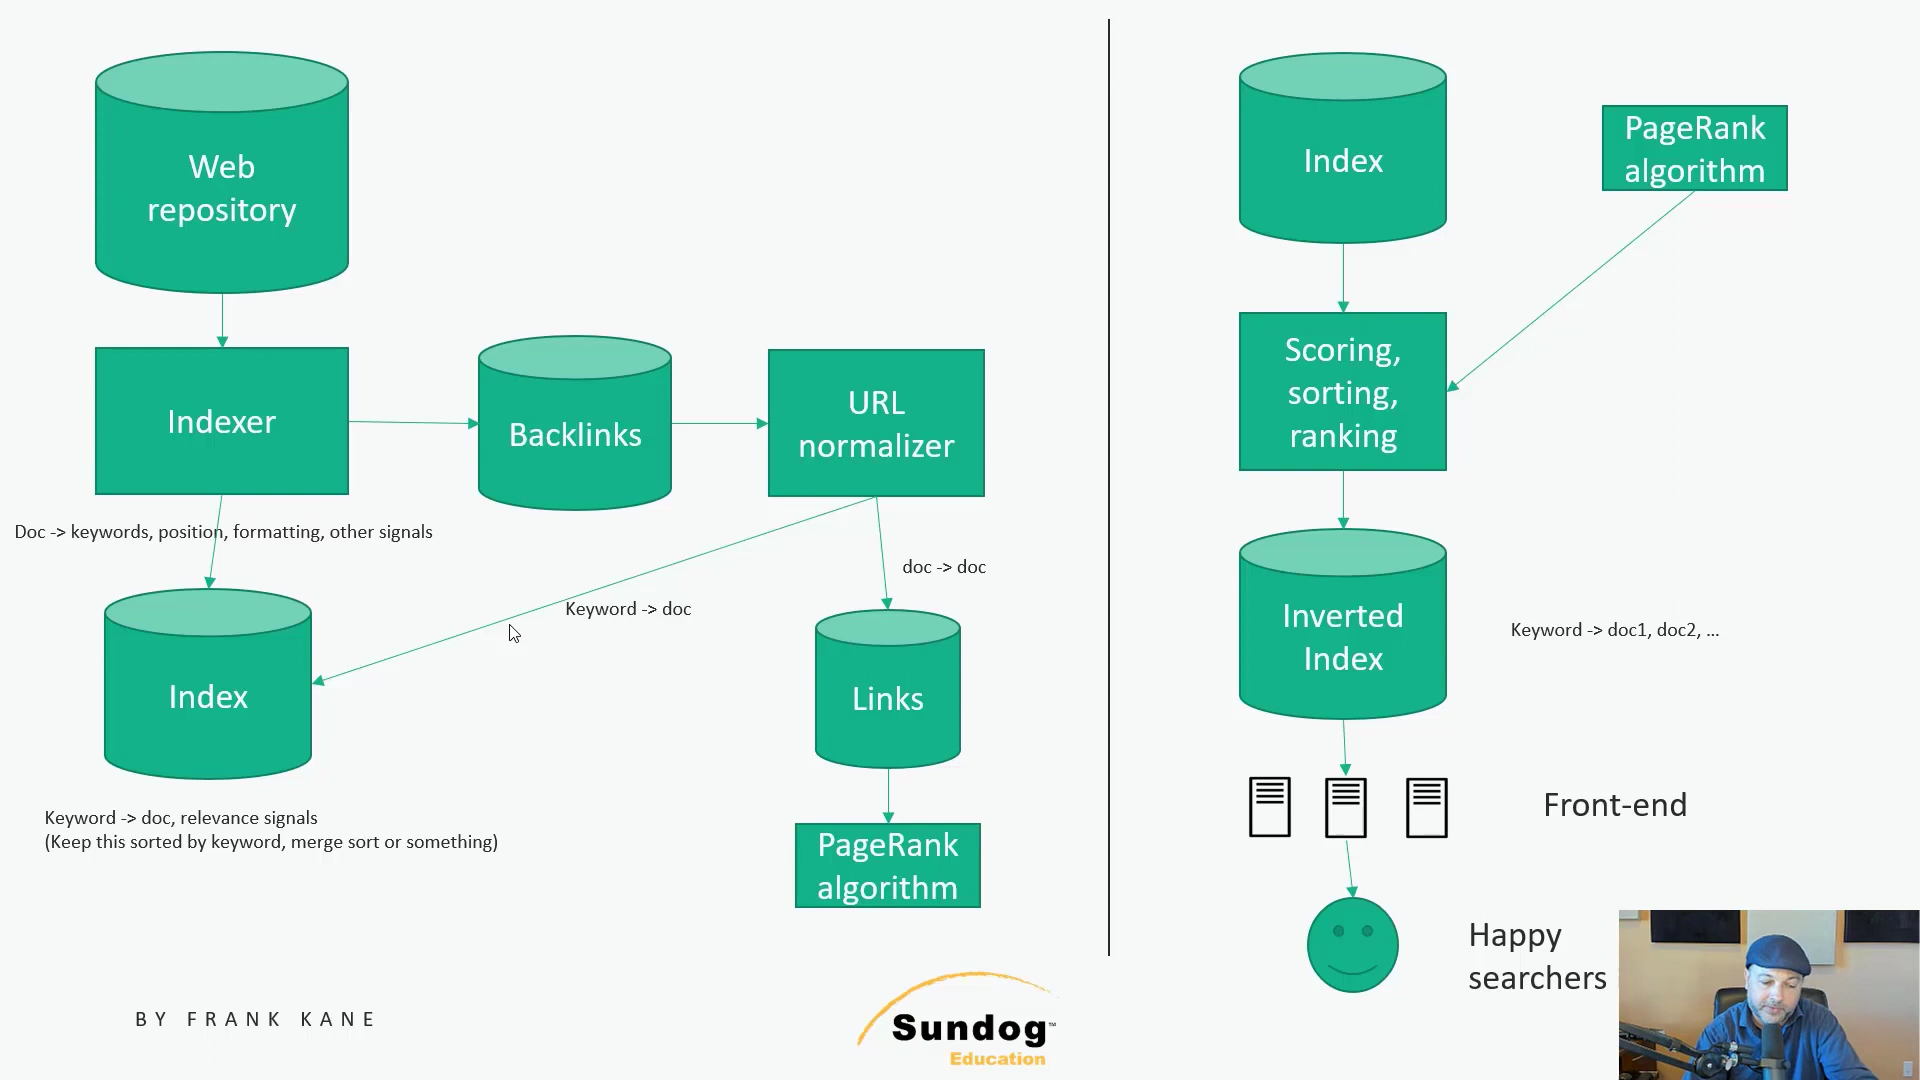 Web
repository
Indexer
Backlinks
URL
normalizer
Doc -> keywords, position, formatting, other signals
doc -> doc
Keyword -> doc
Index
Links
Keyword -> doc, relevance signals
(Keep this sorted by keyword, merge sort or something)
PageRank
algorithm
Index
PageRank
algorithm
Scoring,
sorting,
ranking
Inverted
Index
Keyword -> doc1, doc2, ...
Front-end
Happy
searchers
BY FRANK KANE
Sundog™
Education